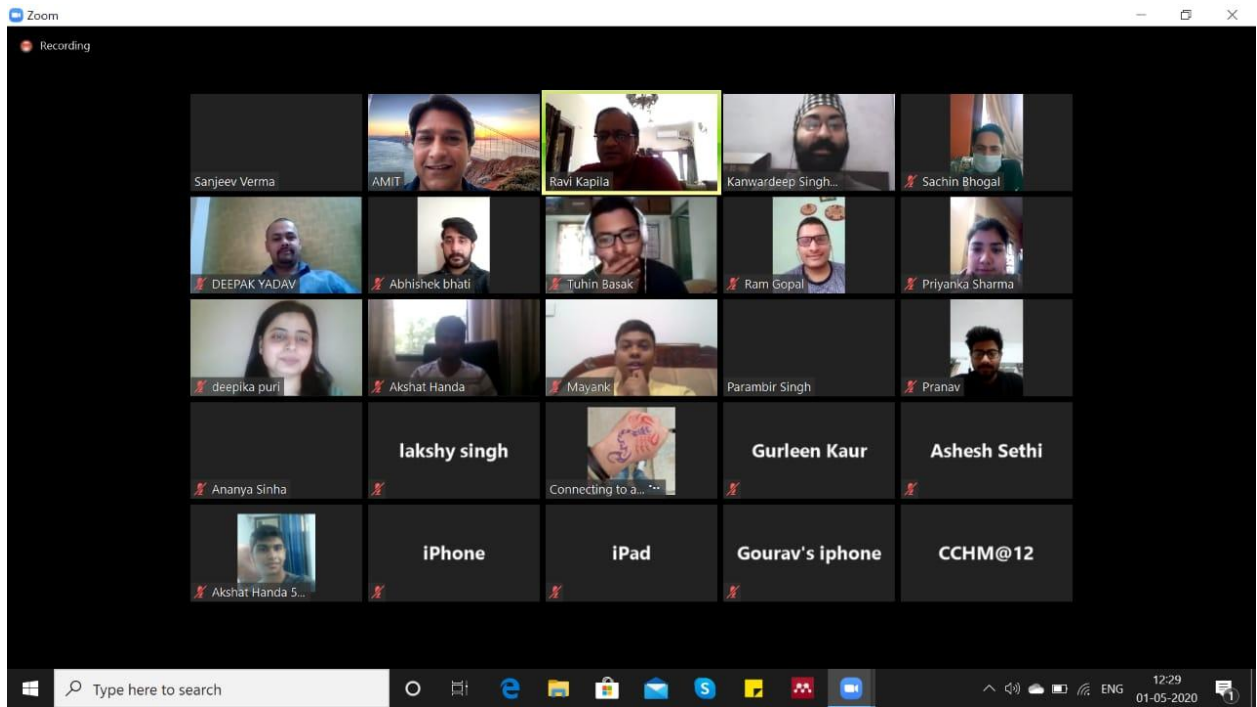 Zoom
Recording
Sanjeev Verma
AMIT
Ravi Kapila
Kanwardeep Singh...
Sachin Bhogal
DEEPAK YADAV
Abhishek bhati
Tuhin Basak
Ram Gopal
Priyanka Sharma
deepika puri
Akshat Handa
Mayank
Parambir Singh
Pranav
Ananya Sinha
lakshy singh
Connecting to a... ...
Gurleen Kaur
Ashesh Sethi
Akshat Handa 5...
iPhone
iPad
Gourav's iphone
CCHM@12
Type here to search
ENG
12:29
01-05-2020
1